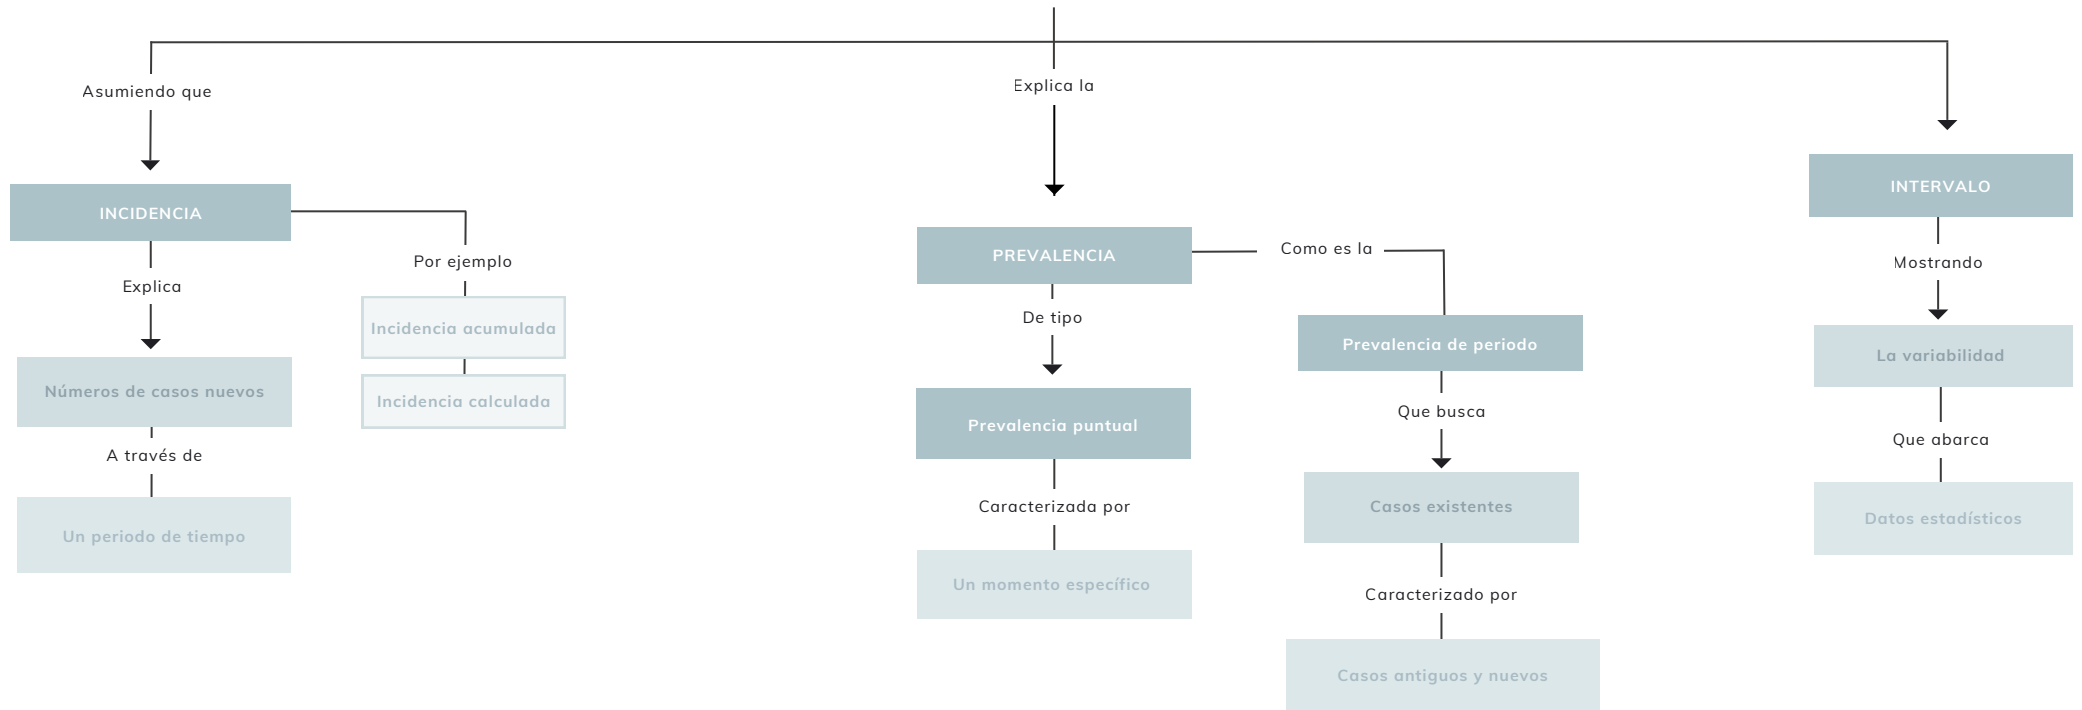 Asumiendo que
INCIDENCIA
Explica
Números de casos nuevos
A través de
Un periodo de tiempo
Por ejemplo
Incidencia acumulada
Incidencia calculada
Explica la
PREVALENCIA
De tipo
Prevalencia puntual
Caracterizada por
Un momento específico
Como es la
Prevalencia de periodo
Que busca
Casos existentes
Caracterizado por
Casos antiguos y nuevos
INTERVALO
Mostrando
La variabilidad
Que abarca
Datos estadísticos